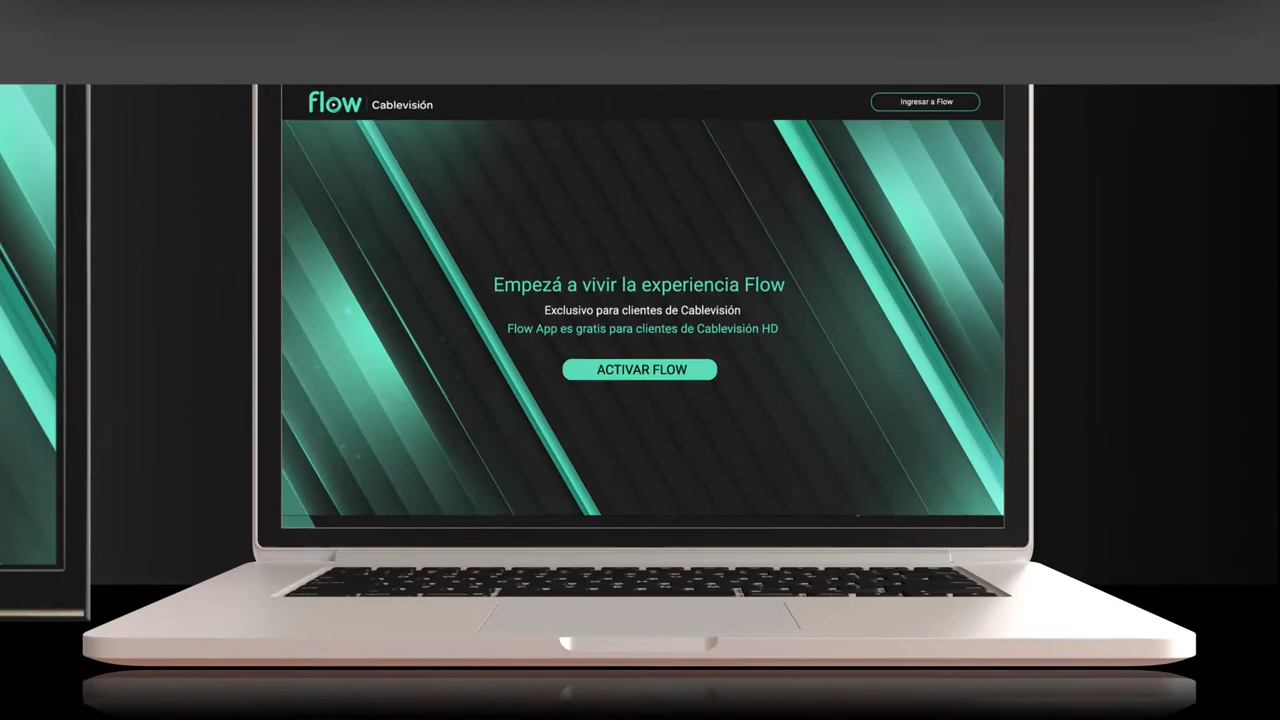 flow Cablevisión
Ingresar a Flow
Empezá a vivir la experiencia Flow
Exclusivo para clientes de Cablevisión
Flow App es gratis para clientes de Cablevisión HD
ACTIVAR FLOW